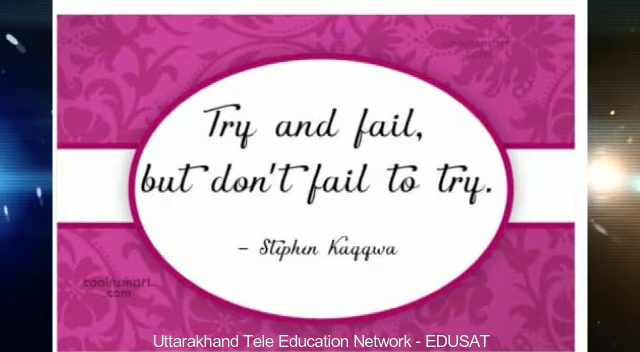 Try and fail,
but don't fail to try.
- Stephen Kaggwa
coolnsmart
.com
Uttarakhand Tele Education Network - EDUSAT